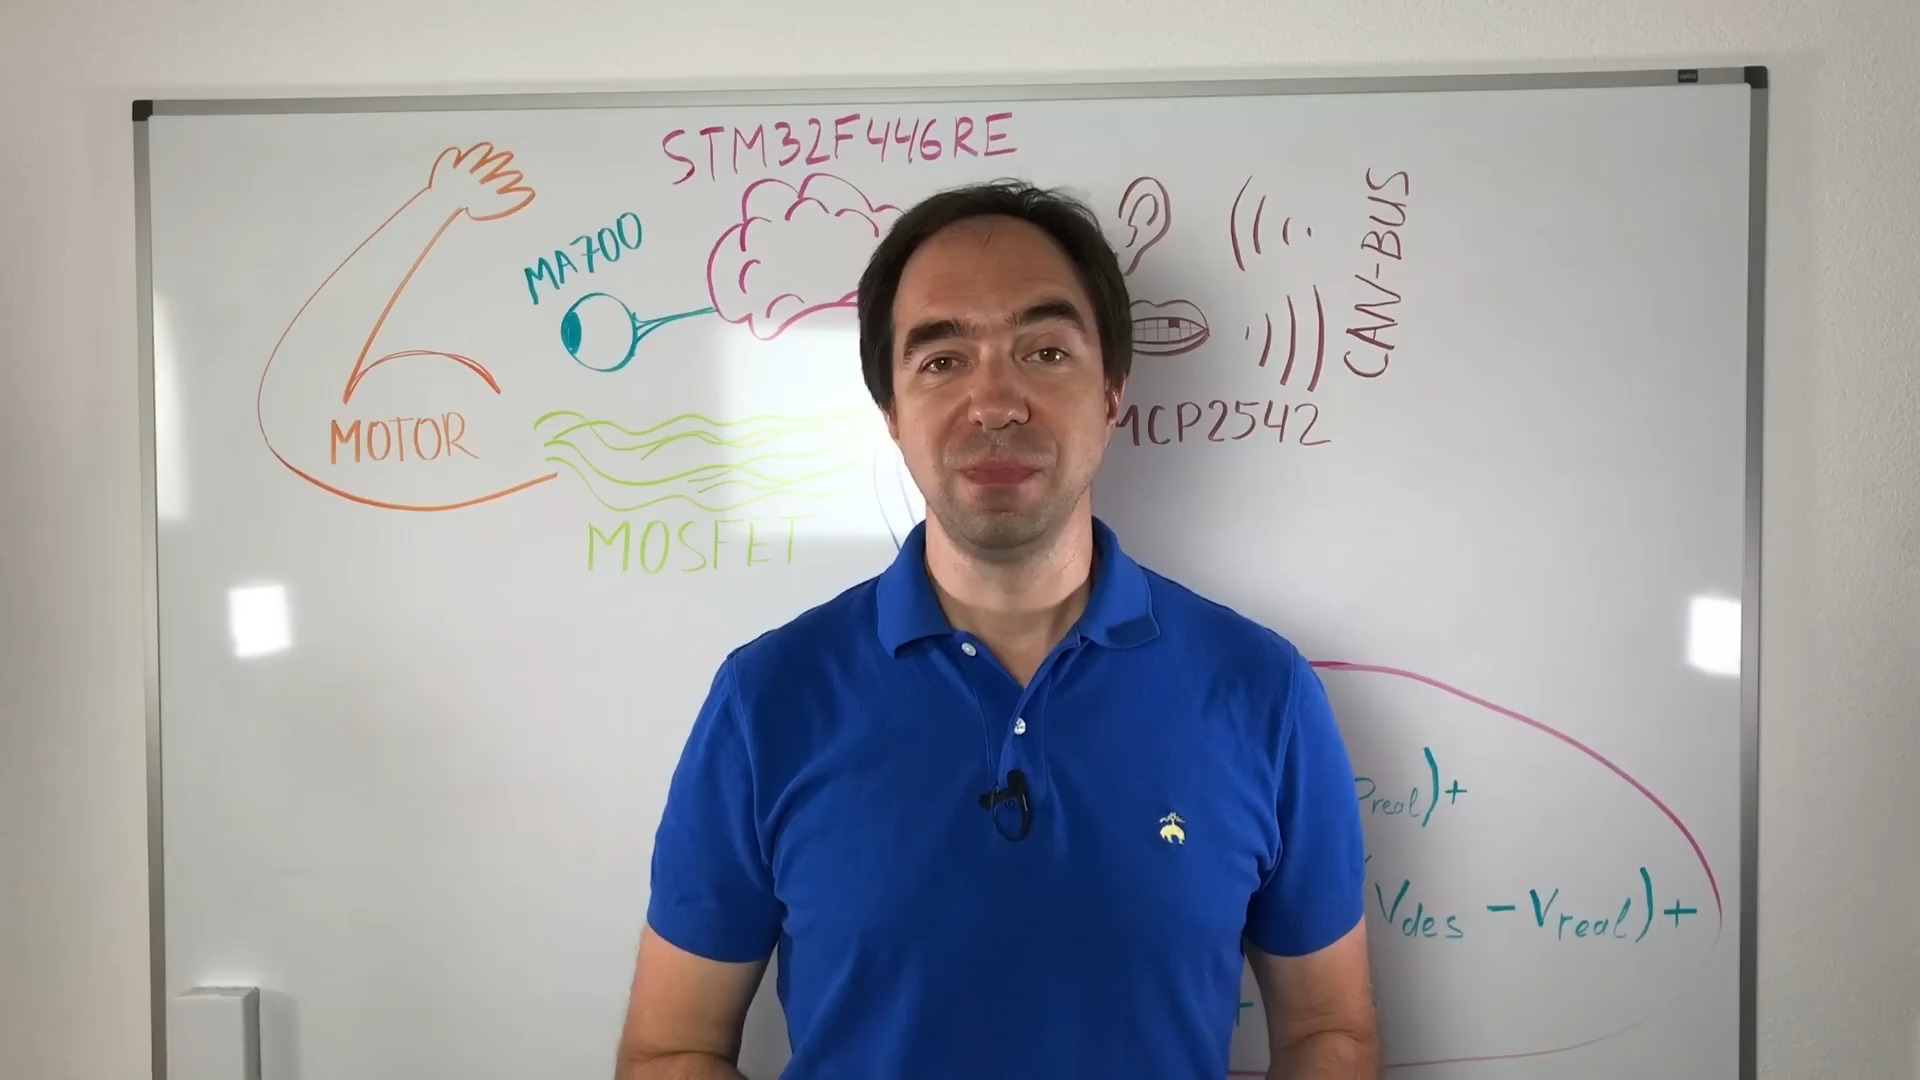 STM32F446RE
MA700
CAN-BUS
MOTOR
MCP2542
MOSFET
Preal)+
Vdes - Vreal)+
+